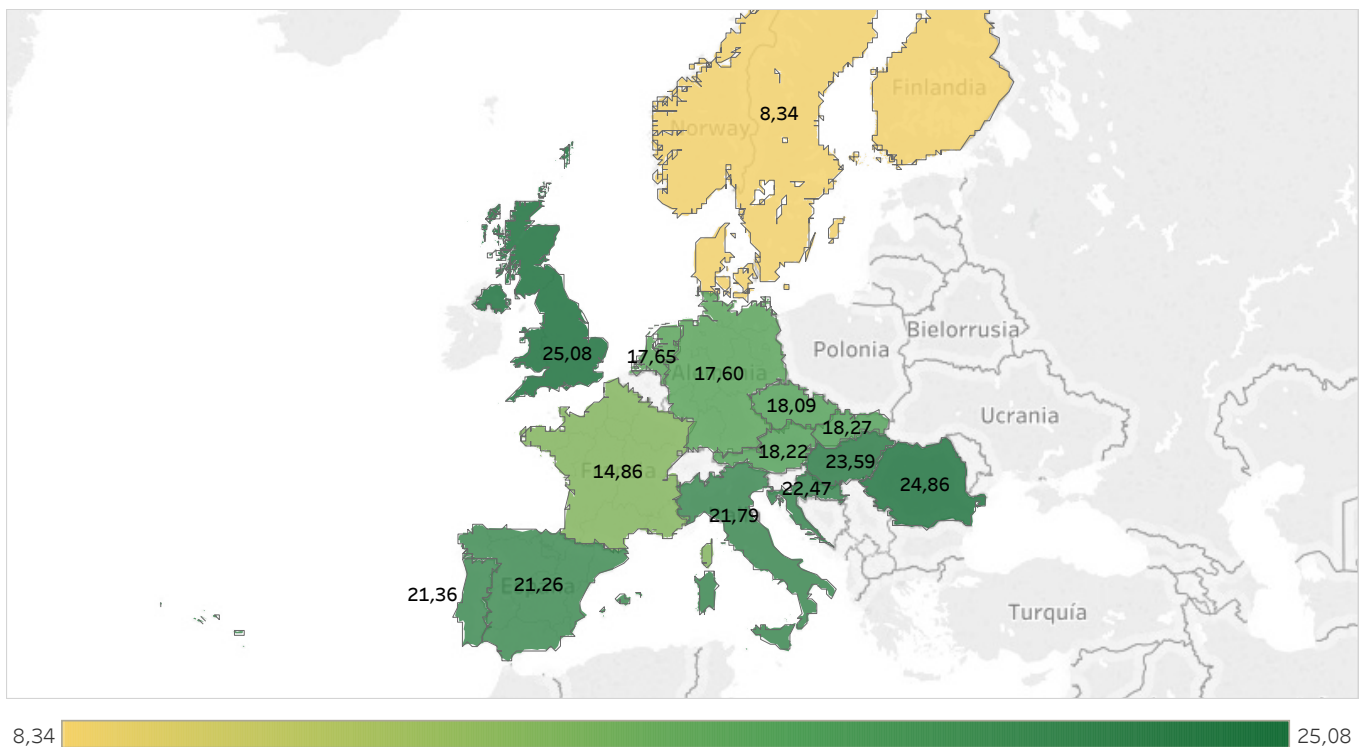 Finlandia
8,34
Norway
Bielorrusia
25,08
17,65
Polonia
17,60
18,09
Ucrania
18,27
18,22
23,59
14,86
24,86
22,47
21,79
21,26
21,36
Turquía
8,34
25,08